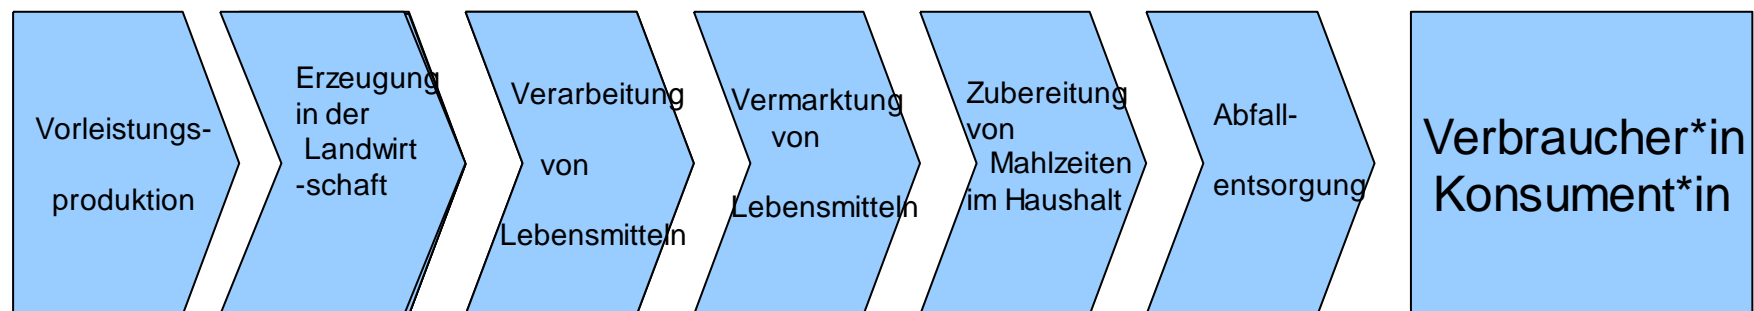 Vorleistungs-
produktion
Erzeugung
in der
Landwirt
-schaft
Verarbeitung
von
Lebensmitteln
Vermarktung
von
Lebensmitteln
Zubereitung
von
Mahlzeiten
im Haushalt
Abfall-
entsorgung
Verbraucher*in
Konsument*in